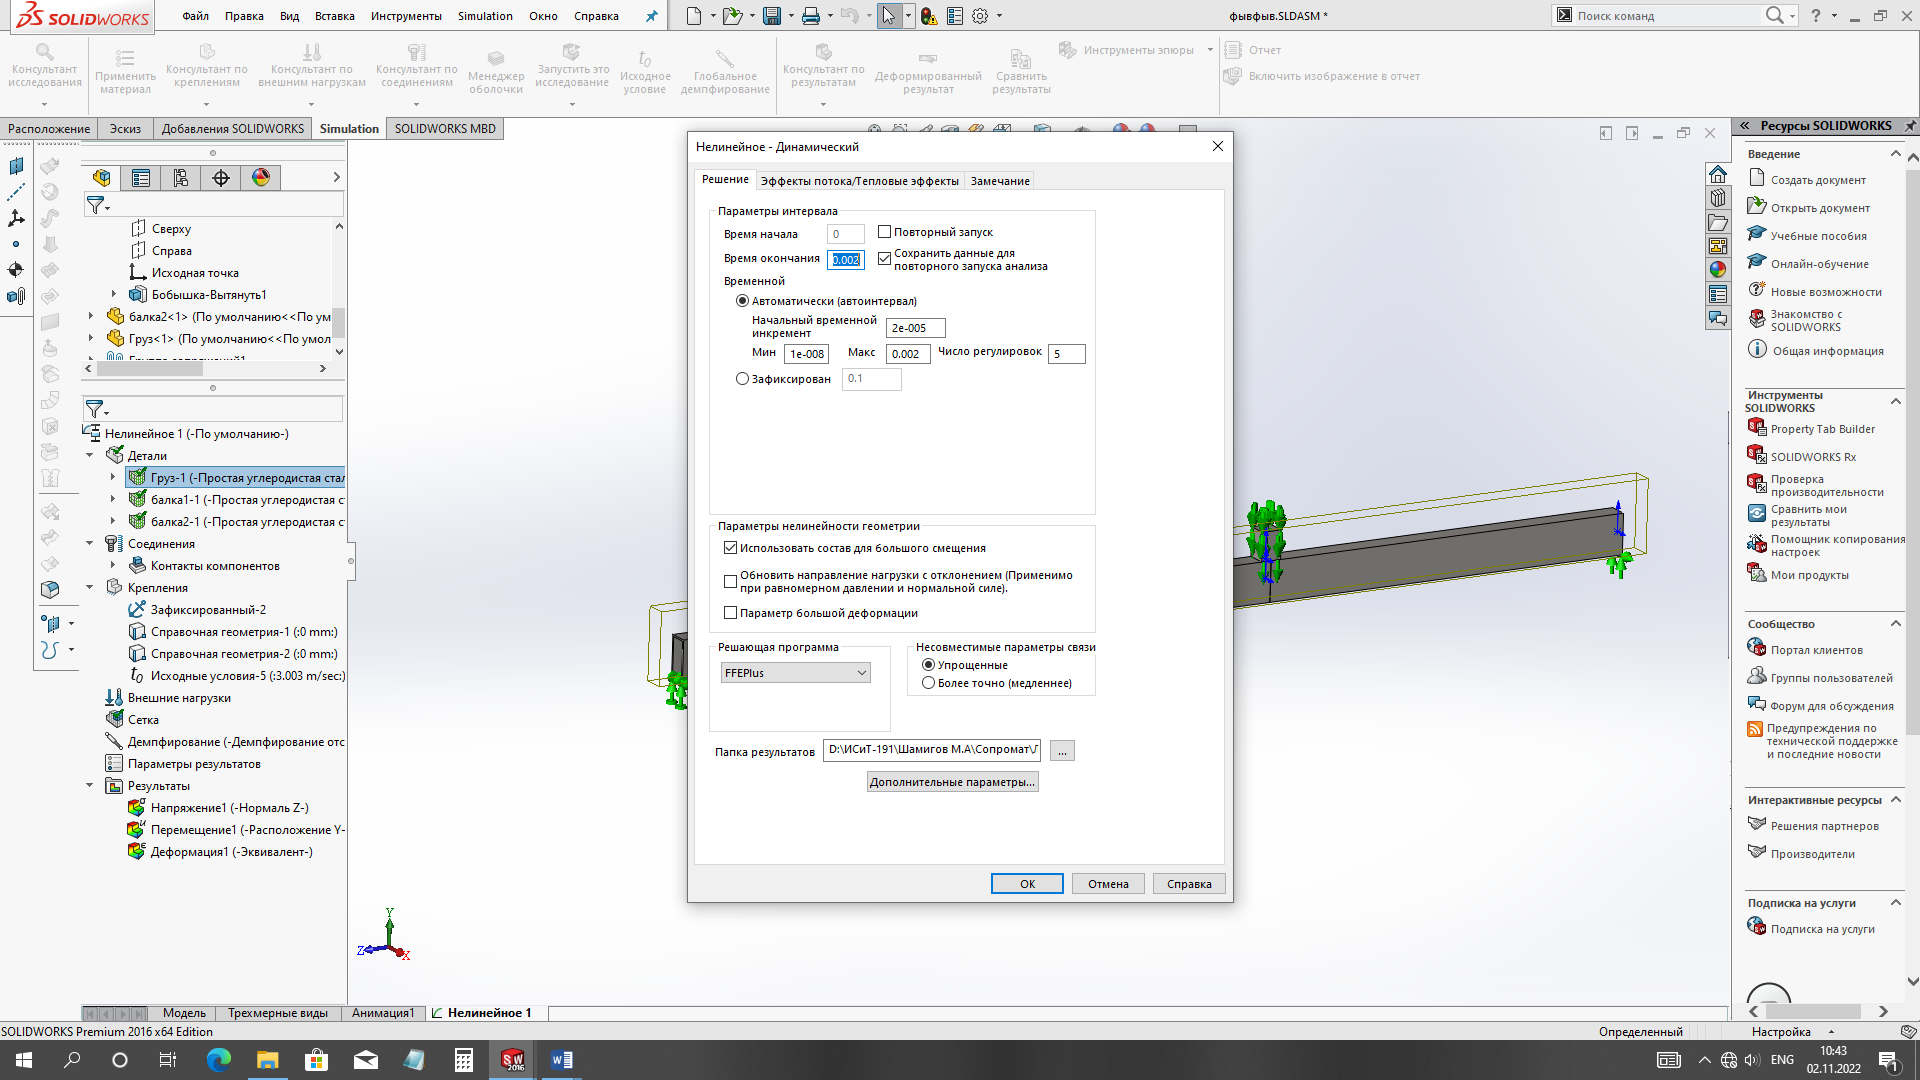 SOLIDWORKS
Файл
Правка
Вид
Вставка
Инструменты
Simulation
Окно
Справка
фывфыв.SLDASM *
Поиск команд
Консультант
исследования
Применить
материал
Консультант по
креплениям
Консультант по
внешним нагрузкам
Консультант по
соединениям
Менеджер
оболочки
Запустить это
исследование
Исходное
условие
Глобальное
демпфирование
Консультант по
результатам
Деформированный
результат
Сравнить
результаты
Инструменты эпюры
Отчет
Включить изображение в отчет
Расположение
Эскиз
Добавления SOLIDWORKS
Simulation
SOLIDWORKS MBD
Сверху
Справа
Исходная точка
Бобышка-Вытянуть1
балка2<1> (По умолчанию<<По ум
Груз<1> (По умолчанию<<По умол
Нелинейное 1 (-По умолчанию-)
Детали
Груз-1 (-Простая углеродистая стал
балка1-1 (-Простая углеродистая с
балка2-1 (-Простая углеродистая с
Соединения
Контакты компонентов
Крепления
Зафиксированный-2
Справочная геометрия-1 (:0 mm:)
Справочная геометрия-2 (:0 mm:)
Исходные условия-5 (:3.003 m/sec:)
Внешние нагрузки
Сетка
Демпфирование (-Демпфирование отс
Параметры результатов
Результаты
Напряжение1 (-Нормаль Z-)
Перемещение1 (-Расположение Y-
Деформация1 (-Эквивалент-)
Нелинейное - Динамический
Решение
Эффекты потока/Тепловые эффекты
Замечание
Параметры интервала
Время начала
0
Повторный запуск
Время окончания
0.002
Сохранить данные для
повторного запуска анализа
Временной
Автоматически (автоинтервал)
Начальный временной
инкремент
2e-005
Мин
1e-008
Макс
0.002
Число регулировок
5
Зафиксирован
0.1
Параметры нелинейности геометрии
Использовать состав для большого смещения
Обновить направление нагрузки с отклонением (Применимо
при равномерном давлении и нормальной силе).
Параметр большой деформации
Решающая программа
FFEPlus
Несовместимые параметры связи
Упрощенные
Более точно (медленнее)
Папка результатов
D:\ИСиТ-191\Шамигов М.А\Сопромат\
...
Дополнительные параметры...
ОК
Отмена
Справка
Y
Z
X
Ресурсы SOLIDWORKS
Введение
Создать документ
Открыть документ
Учебные пособия
Онлайн-обучение
Новые возможности
Знакомство с
SOLIDWORKS
Общая информация
Инструменты
SOLIDWORKS
Property Tab Builder
SOLIDWORKS Rx
Проверка
производительности
Сравнить мои
результаты
Помощник копирования
настроек
Мои продукты
Сообщество
Портал клиентов
Группы пользователей
Форум для обсуждения
Предупреждения по
технической поддержке
и последние новости
Интерактивные ресурсы
Решения партнеров
Производители
Подписка на услуги
Подписка на услуги
Модель
Трехмерные виды
Анимация1
Нелинейное 1
SOLIDWORKS Premium 2016 x64 Edition
Определенный
Настройка
ENG
10:43
02.11.2022
1